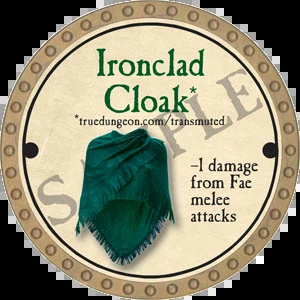 Ironclad
Cloak*
*truedungeon.com/transmuted
SAMPLE
–1 damage
from Fae
melee
attacks